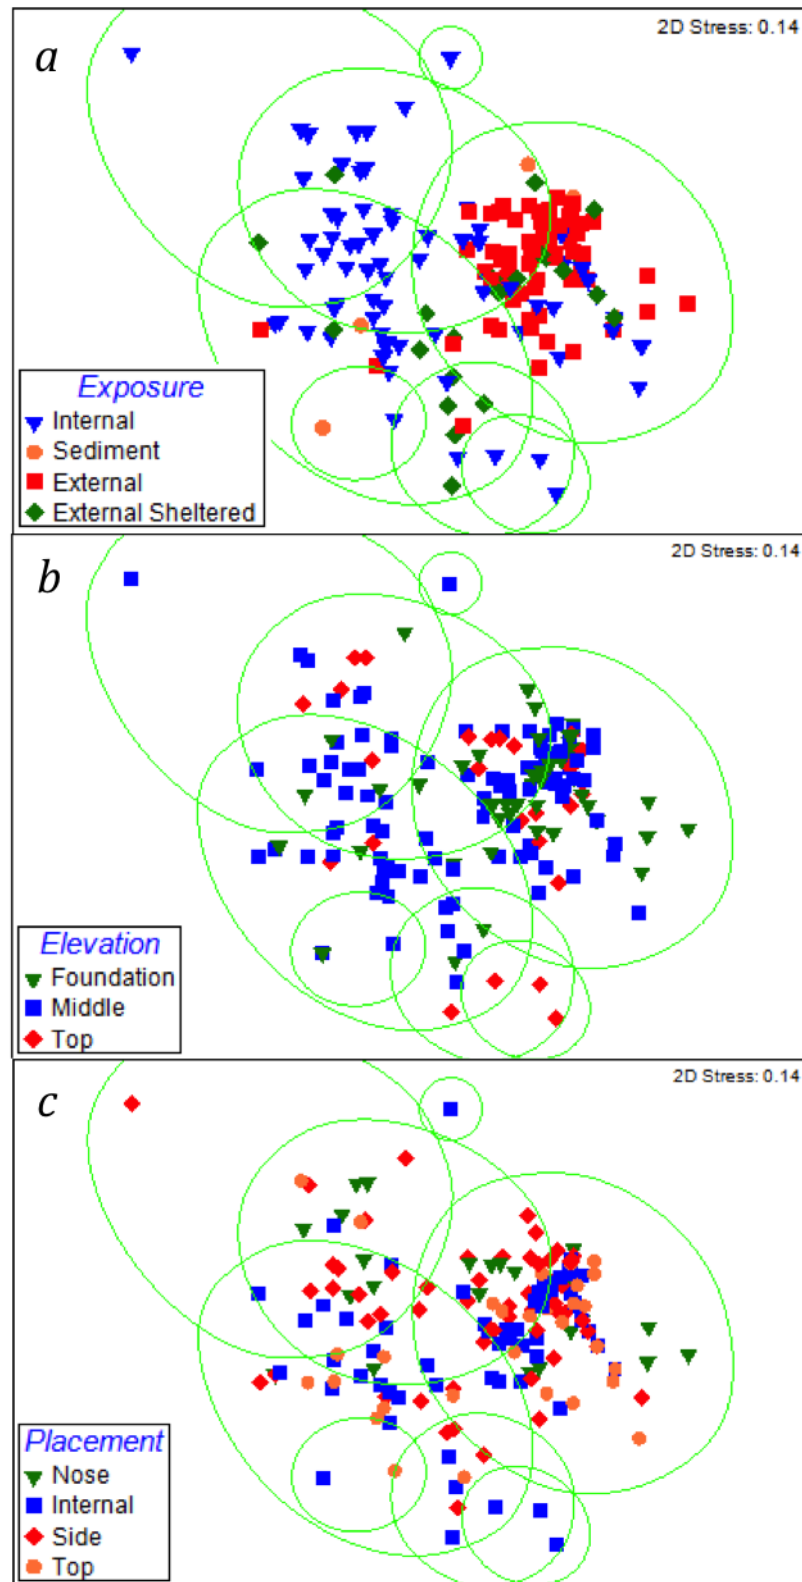 a
2D Stress: 0.14
Exposure
Internal
Sediment
External
External Sheltered
b
2D Stress: 0.14
Elevation
Foundation
Middle
Top
c
2D Stress: 0.14
Placement
Nose
Internal
Side
Top